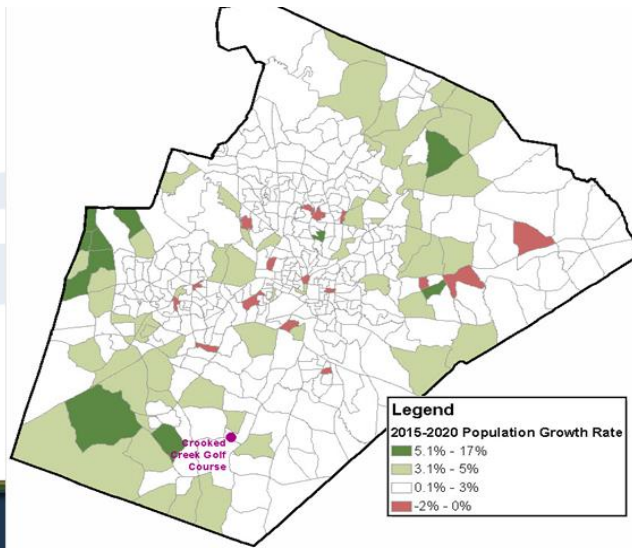 Crooked
Creek Golf
Course
Legend
2015-2020 Population Growth Rate
5.1% - 17%
3.1% - 5%
0.1% - 3%
-2% - 0%